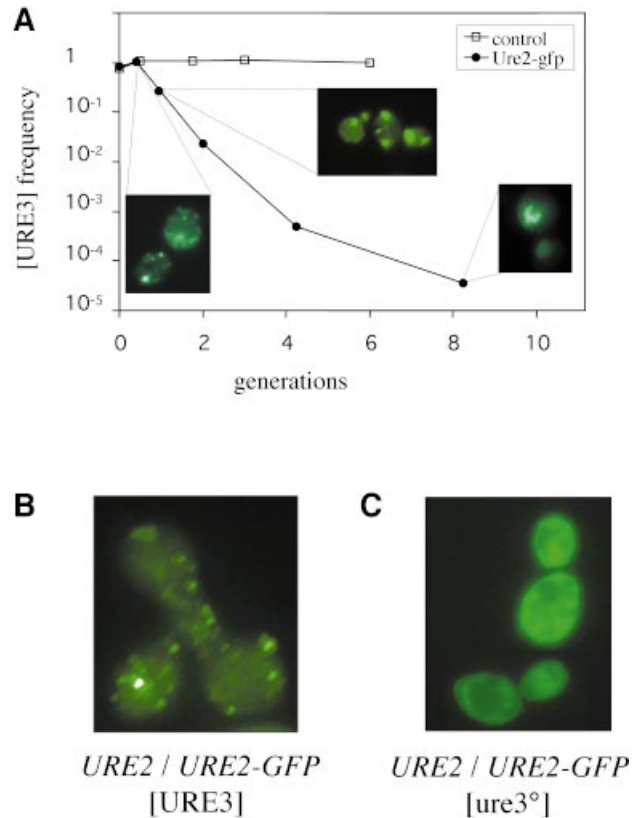 A
control
Ure2-gfp
[URE3] frequency
1
10⁻¹
10⁻²
10⁻³
10⁻⁴
10⁻⁵
0 2 4 6 8 10
generations
B
C
URE2 / URE2-GFP
[URE3]
URE2 / URE2-GFP
[ure3°]